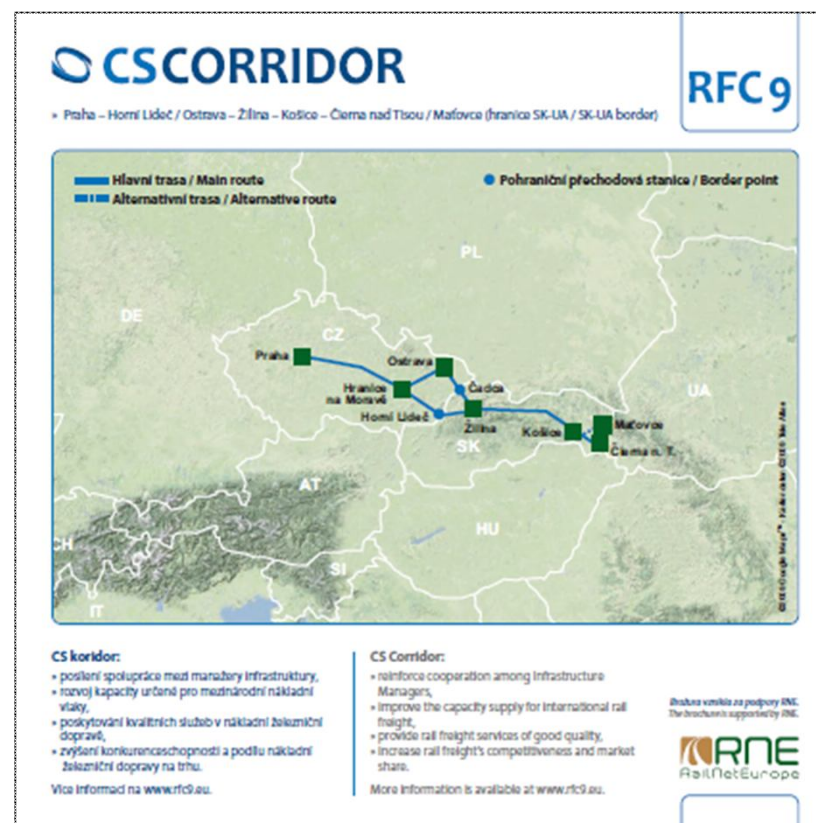 CSCORRIDOR
RFC 9
» Praha – Horní Lideč / Ostrava – Žilina – Košice – Čierna nad Tisou / Maťovce (hranice SK-UA / SK-UA border)
Hlavní trasa / Main route
Pohraniční přechodová stanice / Border point
Alternativní trasa / Alternative route
PL
DE
CZ
Praha
Ostrava
UA
Hranice
na Moravě
Čadca
Horní Lideč
Žilina
Košice
Maťovce
SK
Čierna n. T.
AT
HU
CH
SI
IT
CS koridor:
» posílení spolupráce mezi manažery infrastruktury,
» rozvoj kapacity určené pro mezinárodní nákladní
vlaky,
» poskytování kvalitních služeb v nákladní železniční
dopravě,
» zvýšení konkurenceschopnosti a podílu nákladní
železniční dopravy na trhu.
Více informací na www.rfc9.eu.
CS Corridor:
» reinforce cooperation among Infrastructure
Managers,
» improve the capacity supply for international rail
freight,
» provide rail freight services of good quality,
» increase rail freight's competitiveness and market
share.
More information is available at www.rfc9.eu.
Brožura vznikla za podpory RNE.
The brochure is supported by RNE.
RNE
RailNetEurope